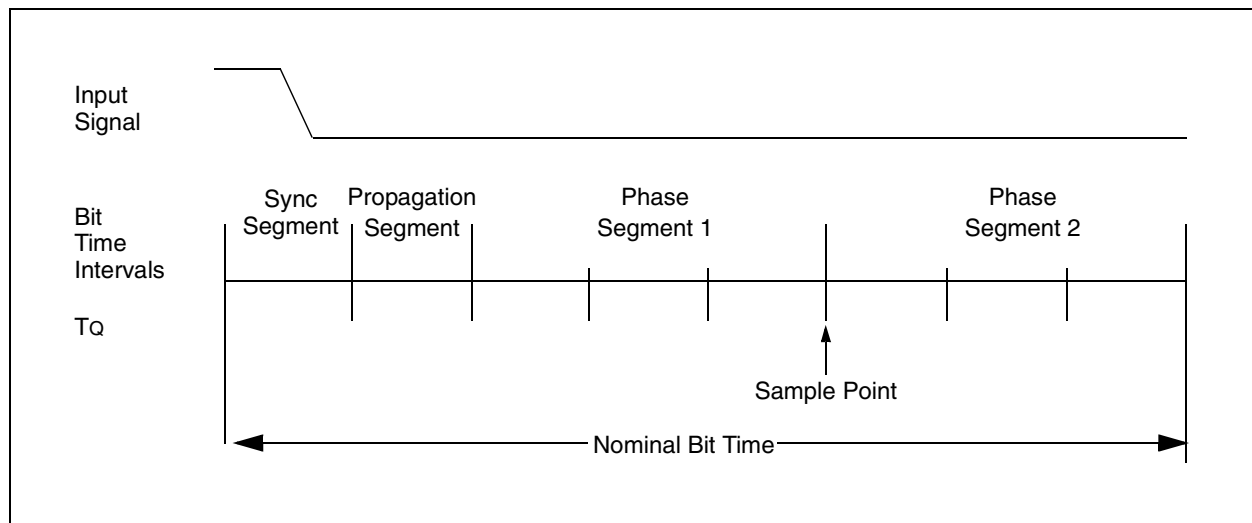 Input
Signal
Sync
Segment
Propagation
Segment
Phase
Segment 1
Phase
Segment 2
Bit
Time
Intervals
TQ
Sample Point
Nominal Bit Time